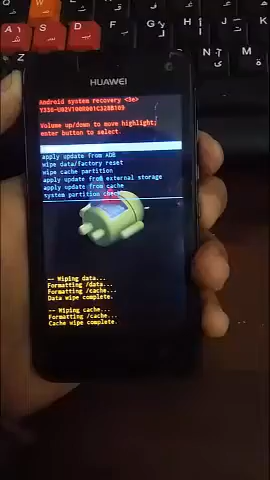 Q
W
A
S
D
Z
HUAWEI
Android system recovery <3e>
Y336-U02V100R001C328B105
Volume up/down to move highlight;
enter button to select.
apply update from ADB
wipe data/factory reset
wipe cache partition
apply update from external storage
apply update from cache
system partition check
-- Wiping data...
Formatting /data...
Formatting /cache...
Data wipe complete.
-- Wiping cache...
Formatting /cache...
Cache wipe complete.